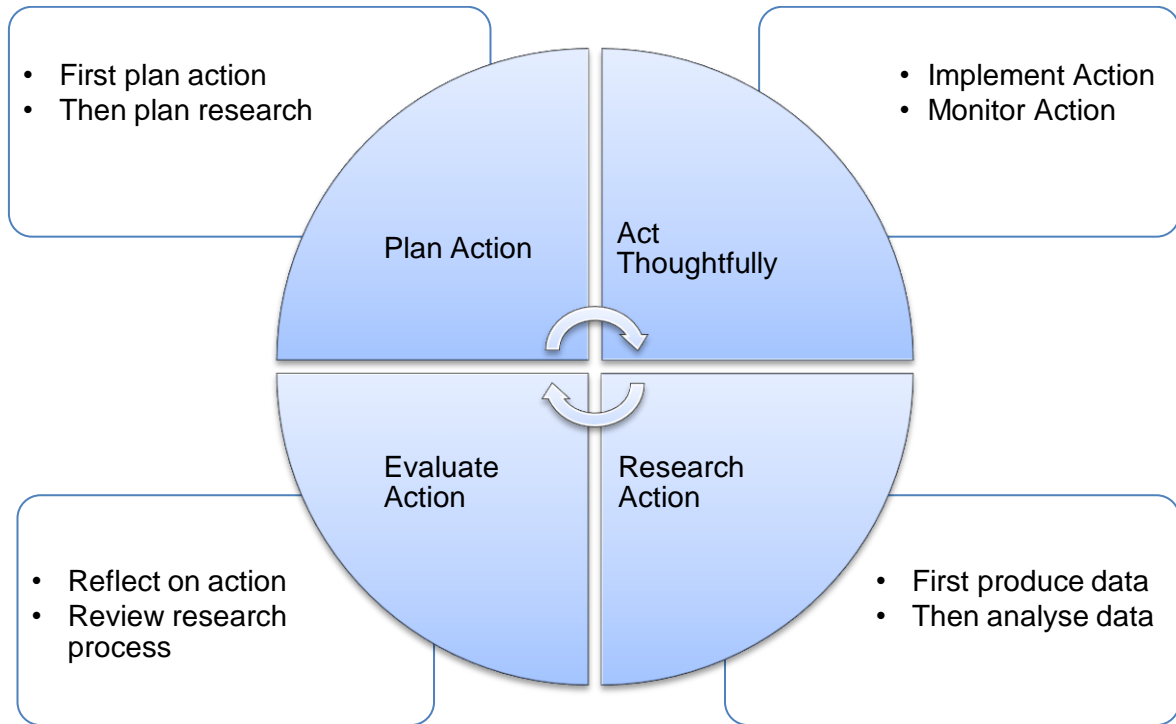 • First plan action
• Then plan research
• Implement Action
• Monitor Action
Plan Action
Act
Thoughtfully
Evaluate
Action
Research
Action
• Reflect on action
• Review research
process
• First produce data
• Then analyse data